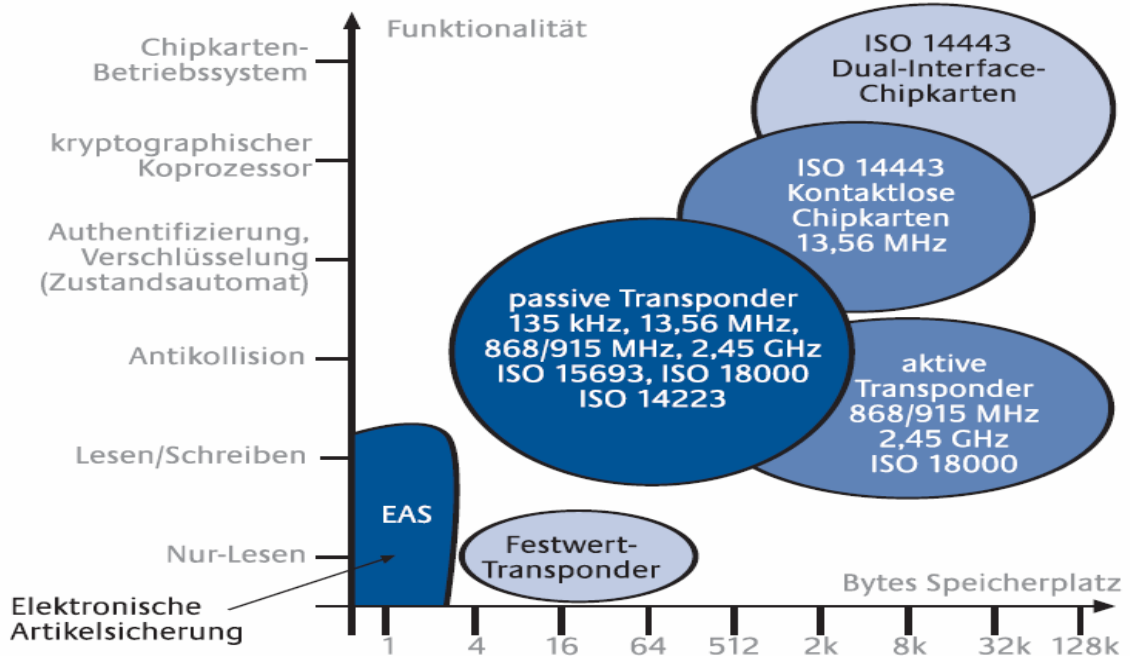 Funktionalität
Chipkarten-
Betriebssystem
kryptographischer
Koprozessor
Authentifizierung,
Verschlüsselung
(Zustandsautomat)
Antikollision
Lesen/Schreiben
Nur-Lesen
ISO 14443
Dual-Interface-
Chipkarten
ISO 14443
Kontaktlose
Chipkarten
13,56 MHz
passive Transponder
135 kHz, 13,56 MHz,
868/915 MHz, 2,45 GHz
ISO 15693, ISO 18000
ISO 14223
aktive
Transponder
868/915 MHz
2,45 GHz
ISO 18000
EAS
Festwert-
Transponder
Elektronische
Artikelsicherung
Bytes Speicherplatz
1 4 16 64 512 2k 8k 32k 128k